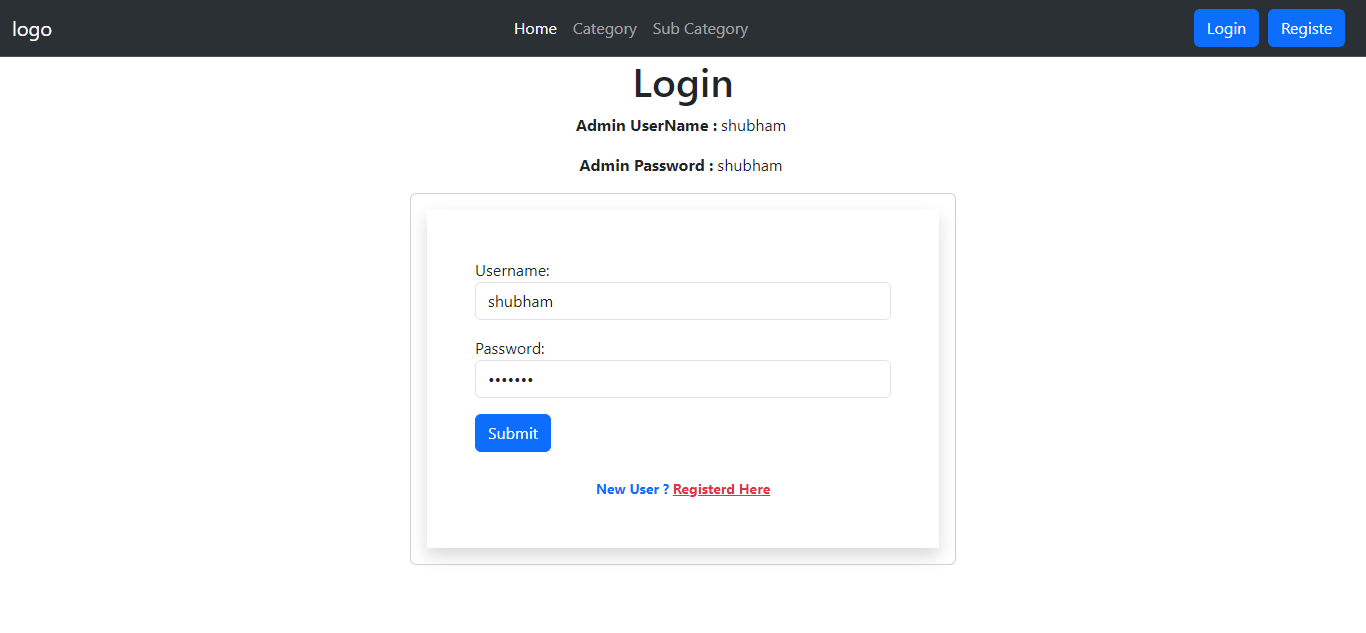 logo Home Category Sub Category Login Registe
Login
Admin UserName : shubham
Admin Password : shubham
Username:
shubham
Password:
•••••••
Submit
New User ? Registerd Here